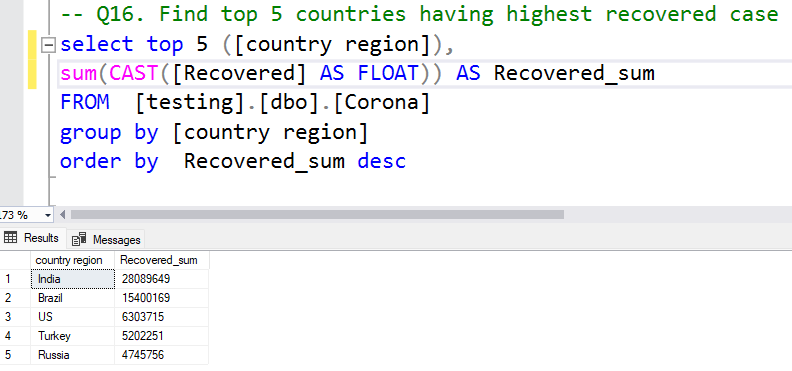 -- Q16. Find top 5 countries having highest recovered case
select top 5 ([country region]),
sum(CAST([Recovered] AS FLOAT)) AS Recovered_sum
FROM  [testing].[dbo].[Corona]
group by [country region]
order by  Recovered_sum desc
.73 %
Results Messages
country region Recovered_sum
1 India 28089649
2 Brazil 15400169
3 US 6303715
4 Turkey 5202251
5 Russia 4745756